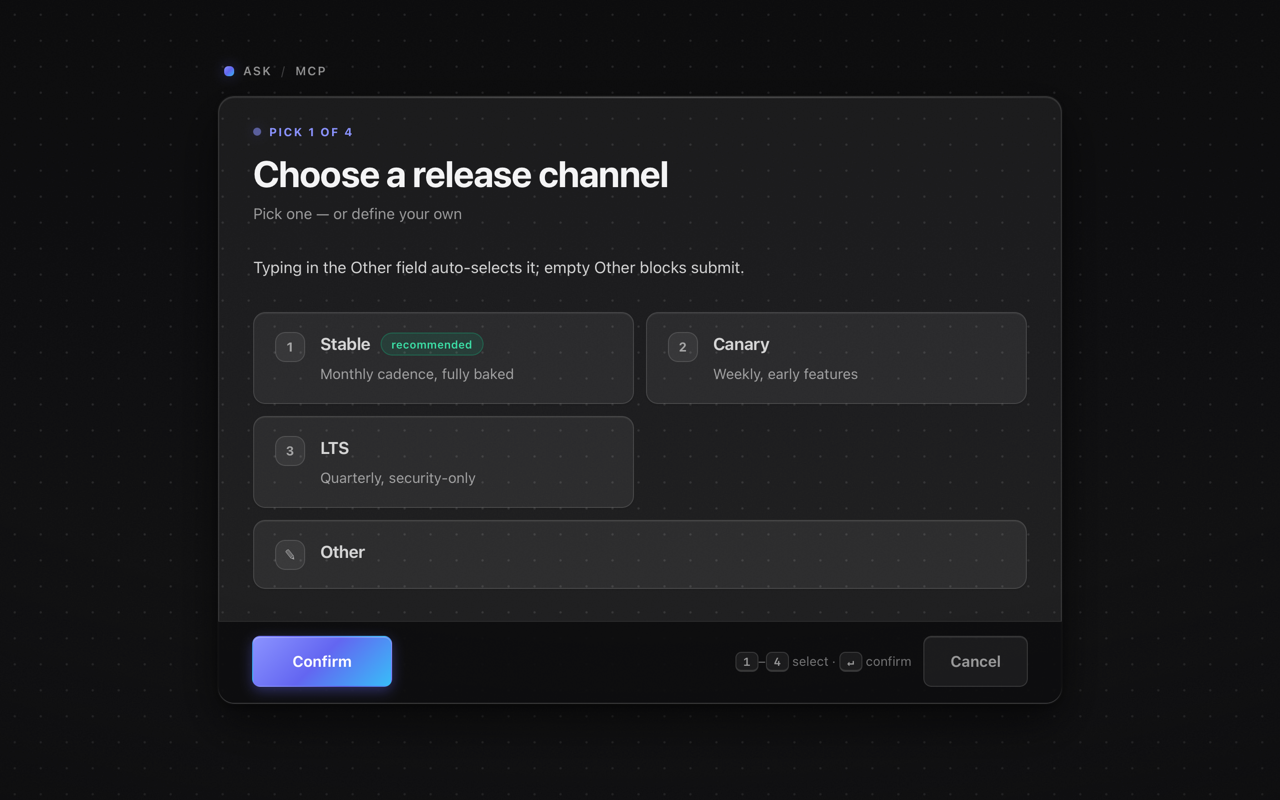 ASK / MCP
PICK 1 OF 4
Choose a release channel
Pick one — or define your own
Typing in the Other field auto-selects it; empty Other blocks submit.
1 Stable recommended
Monthly cadence, fully baked
2 Canary
Weekly, early features
3 LTS
Quarterly, security-only
✎ Other
Confirm
1–4 select · ↵ confirm
Cancel